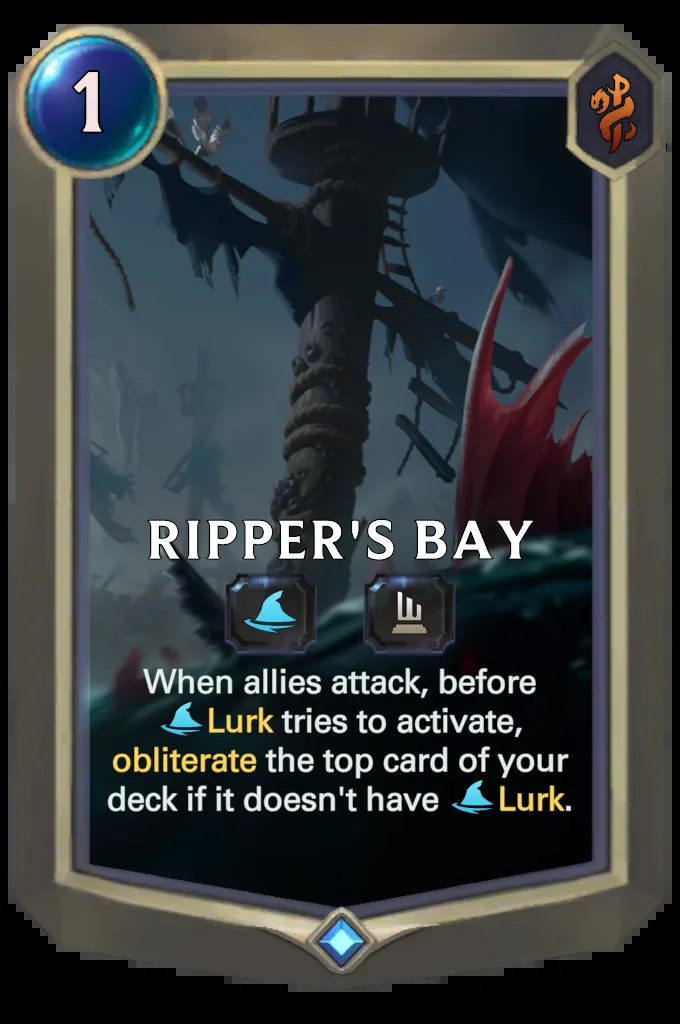 1
RIPPER'S BAY
When allies attack, before
Lurk tries to activate,
obliterate the top card of your
deck if it doesn't have Lurk.